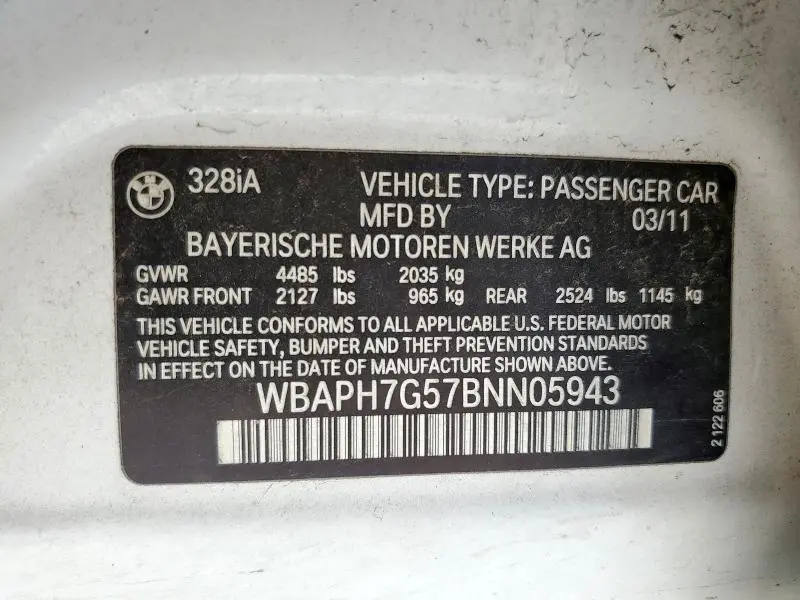 328iA VEHICLE TYPE: PASSENGER CAR
MFD BY 03/11
BAYERISCHE MOTOREN WERKE AG
GVWR 4485 lbs 2035 kg
GAWR FRONT 2127 lbs 965 kg REAR 2524 lbs 1145 kg
THIS VEHICLE CONFORMS TO ALL APPLICABLE U.S. FEDERAL MOTOR
VEHICLE SAFETY, BUMPER AND THEFT PREVENTION STANDARDS
IN EFFECT ON THE DATE OF MANUFACTURE SHOWN ABOVE.
WBAPH7G57BNN05943
2 122 606